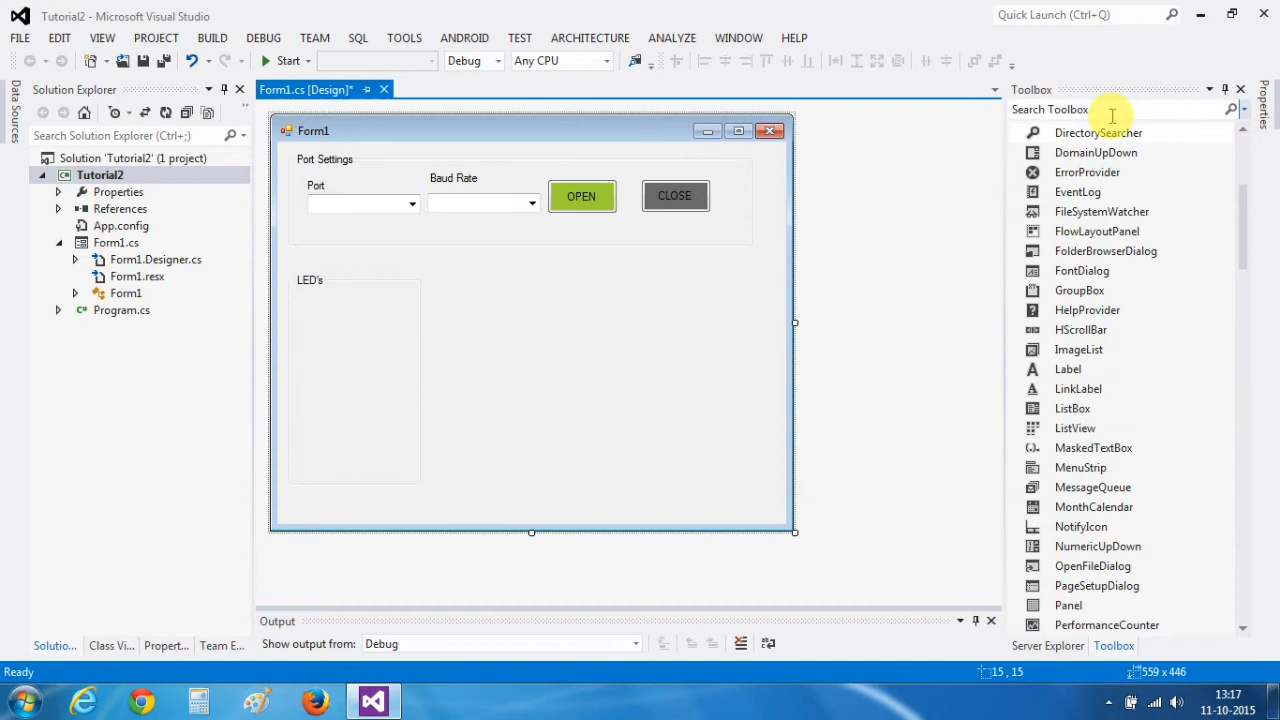 Tutorial2 - Microsoft Visual Studio
Quick Launch (Ctrl+Q)
FILE EDIT VIEW PROJECT BUILD DEBUG TEAM SQL TOOLS ANDROID TEST ARCHITECTURE ANALYZE WINDOW HELP
Start Debug Any CPU
Data Sources
Solution Explorer
Search Solution Explorer (Ctrl+;)
Solution 'Tutorial2' (1 project)
Tutorial2
Properties
References
App.config
Form1.cs
Form1.Designer.cs
Form1.resx
Form1
Program.cs
Solutio... Class Vi... Propert... Team E...
Form1.cs [Design]*
Form1
Port Settings
Port
Baud Rate
OPEN
CLOSE
LED's
Output
Show output from: Debug
Toolbox
Search Toolbox
DirectorySearcher
DomainUpDown
ErrorProvider
EventLog
FileSystemWatcher
FlowLayoutPanel
FolderBrowserDialog
FontDialog
GroupBox
HelpProvider
HScrollBar
ImageList
Label
LinkLabel
ListBox
ListView
MaskedTextBox
MenuStrip
MessageQueue
MonthCalendar
NotifyIcon
NumericUpDown
OpenFileDialog
PageSetupDialog
Panel
PerformanceCounter
Server Explorer Toolbox
Properties
Ready
15 , 15
559 x 446
13:17
11-10-2015